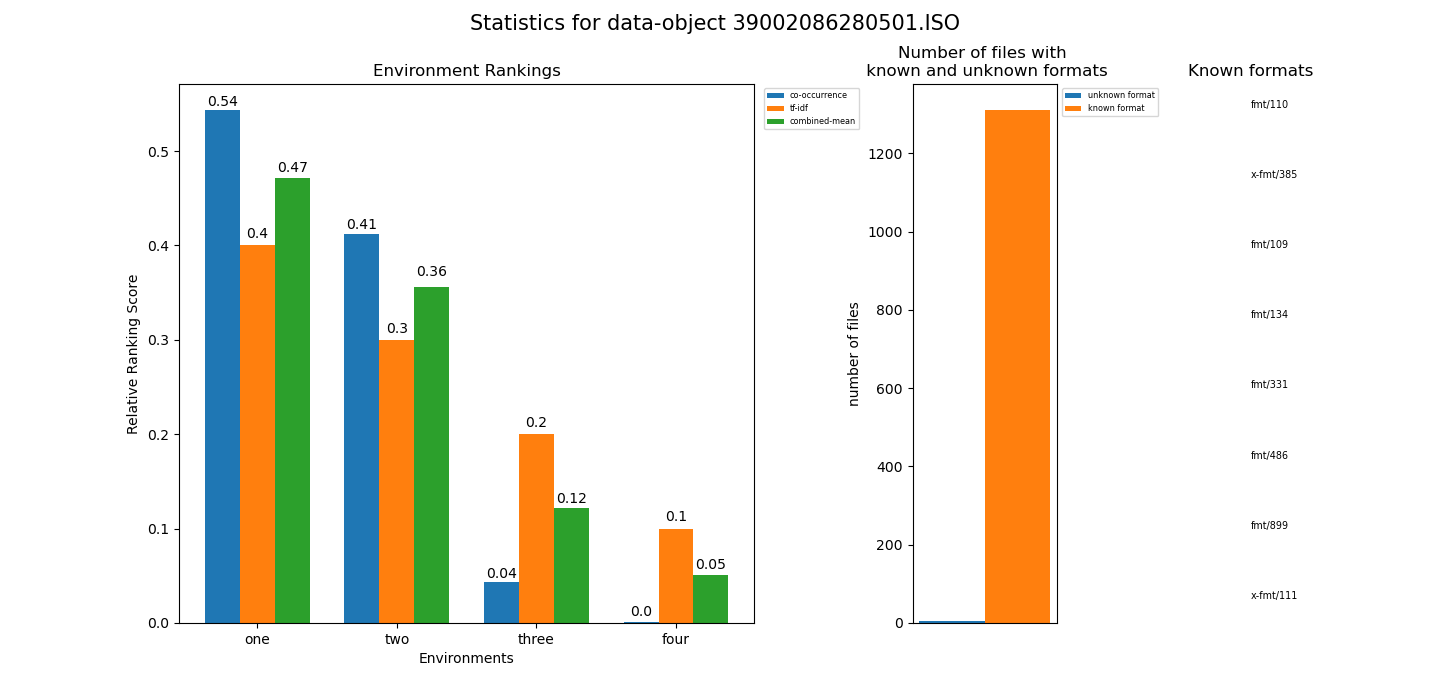 Statistics for data-object 39002086280501.ISO
Environment Rankings
0.54
0.4
0.47
0.41
0.3
0.36
0.04
0.2
0.12
0.0
0.1
0.05
0.5
0.4
0.3
0.2
0.1
0.0
Relative Ranking Score
one
two
three
four
Environments
co-occurrence
tf-idf
combined-mean
Number of files with
known and unknown formats
1200
1000
800
600
400
200
0
number of files
unknown format
known format
Known formats
fmt/110
x-fmt/385
fmt/109
fmt/134
fmt/331
fmt/486
fmt/899
x-fmt/111